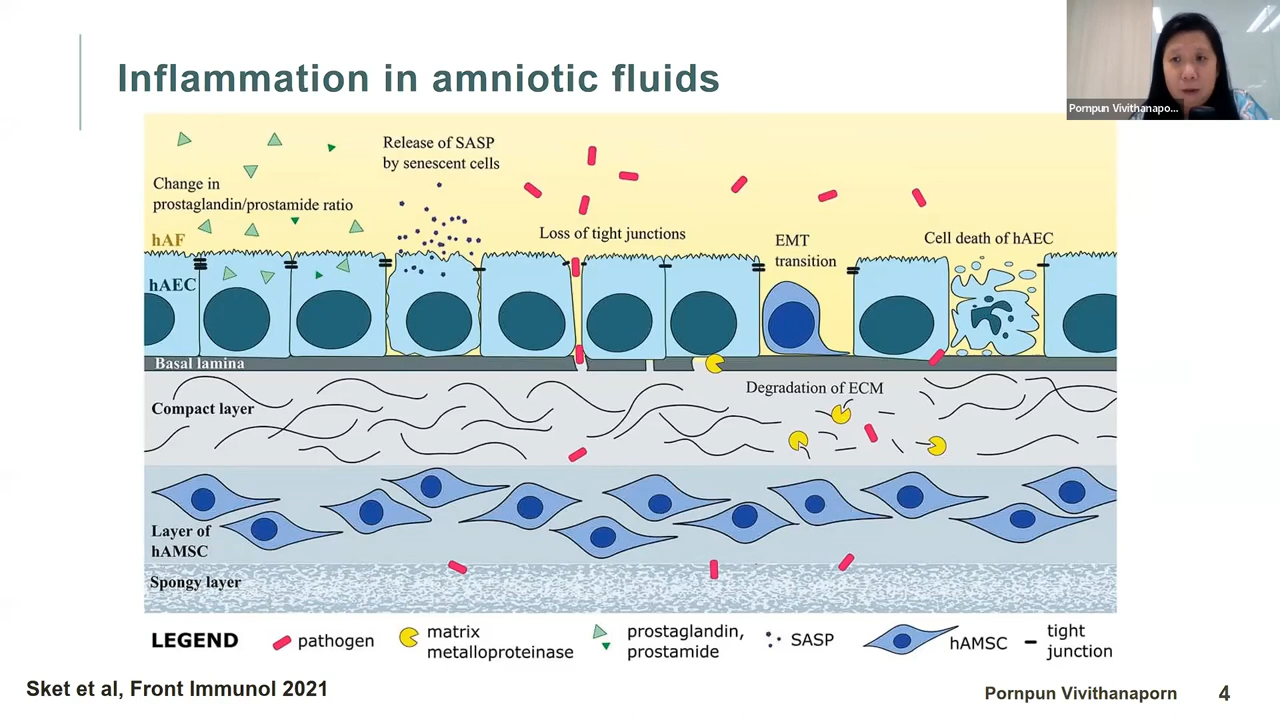 Inflammation in amniotic fluids
Pornpun Vivithanapo...
Release of SASP
by senescent cells
Change in
prostaglandin/prostamide ratio
Loss of tight junctions
EMT
transition
Cell death of hAEC
hAF
hAEC
Basal lamina
Degradation of ECM
Compact layer
Layer of
hAMSC
Spongy layer
LEGEND
pathogen
matrix
metalloproteinase
prostaglandin,
prostamide
SASP
hAMSC
tight
junction
Sket et al, Front Immunol 2021
Pornpun Vivithanaporn
4